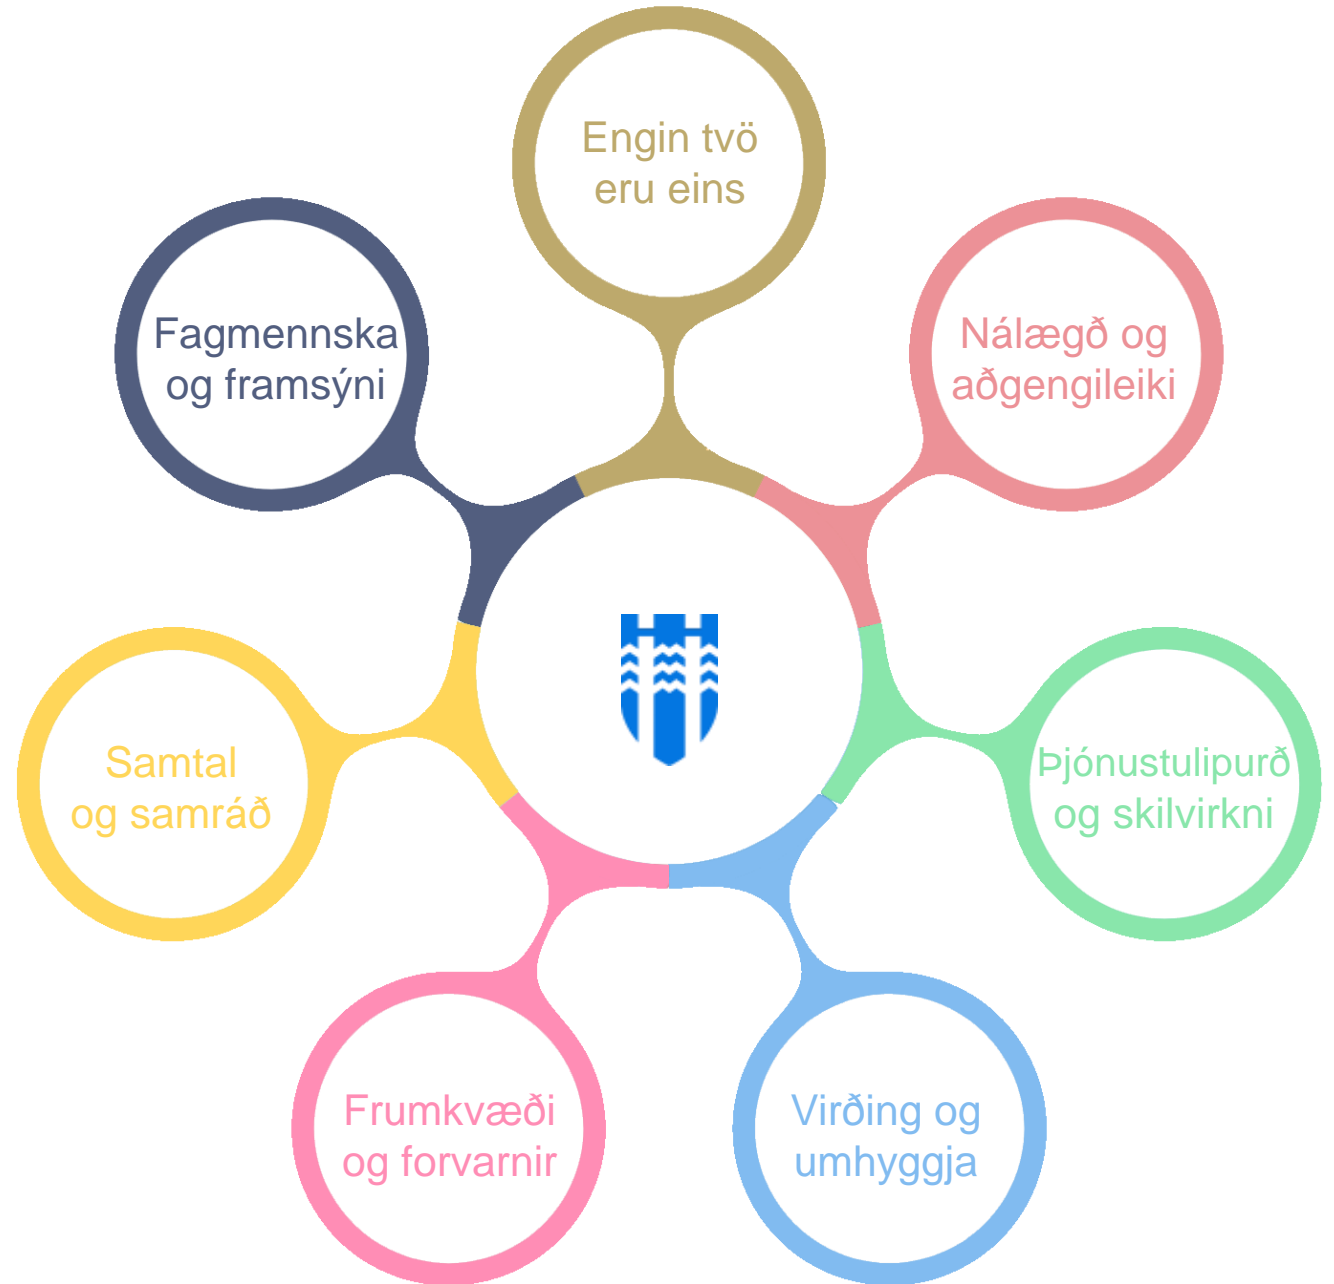 Engin tvö
eru eins
Nálægð og
aðgengileiki
Þjónustulipurð
og skilvirkni
Virðing og
umhyggja
Frumkvæði
og forvarnir
Samtal
og samráð
Fagmennska
og framsýni